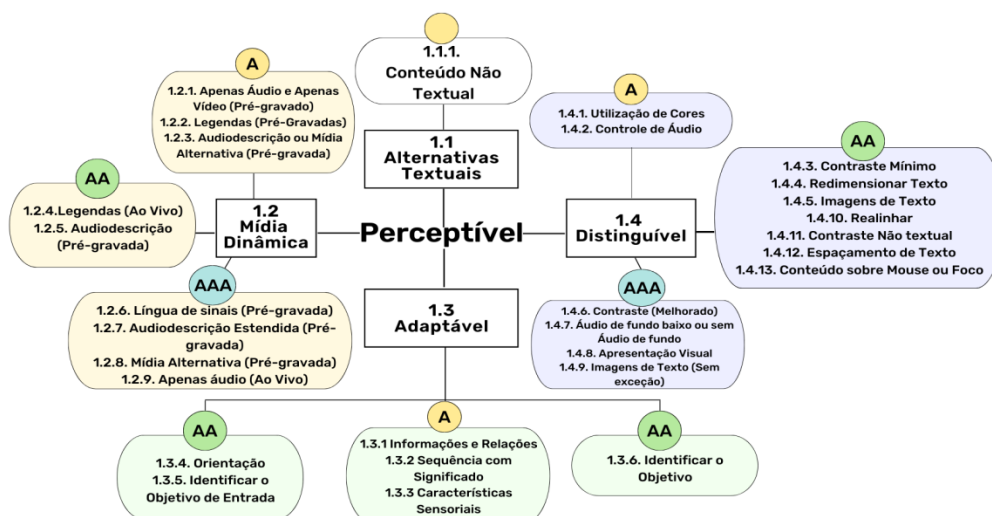 1.1.1.
Conteúdo Não
Textual
A
1.2.1. Apenas Áudio e Apenas
Vídeo (Pré-gravado)
1.2.2. Legendas (Pré-Gravadas)
1.2.3. Audiodescrição ou Mídia
Alternativa (Pré-gravada)
A
1.4.1. Utilização de Cores
1.4.2. Controle de Áudio
1.1
Alternativas
Textuais
AA
1.2.4.Legendas (Ao Vivo)
1.2.5. Audiodescrição
(Pré-gravada)
1.2
Mídia
Dinâmica
Perceptível
1.4
Distinguível
AA
1.4.3. Contraste Mínimo
1.4.4. Redimensionar Texto
1.4.5. Imagens de Texto
1.4.10. Realinhar
1.4.11. Contraste Não textual
1.4.12. Espaçamento de Texto
1.4.13. Conteúdo sobre Mouse ou Foco
AAA
1.2.6. Língua de sinais (Pré-gravada)
1.2.7. Audiodescrição Estendida (Pré-
gravada)
1.2.8. Mídia Alternativa (Pré-gravada)
1.2.9. Apenas áudio (Ao Vivo)
1.3
Adaptável
AAA
1.4.6. Contraste (Melhorado)
1.4.7. Áudio de fundo baixo ou sem
Áudio de fundo
1.4.8. Apresentação Visual
1.4.9. Imagens de Texto (Sem
exceção)
AA
1.3.4. Orientação
1.3.5. Identificar o
Objetivo de Entrada
A
1.3.1 Informações e Relações
1.3.2 Sequência com
Significado
1.3.3 Características
Sensoriais
AA
1.3.6. Identificar o
Objetivo